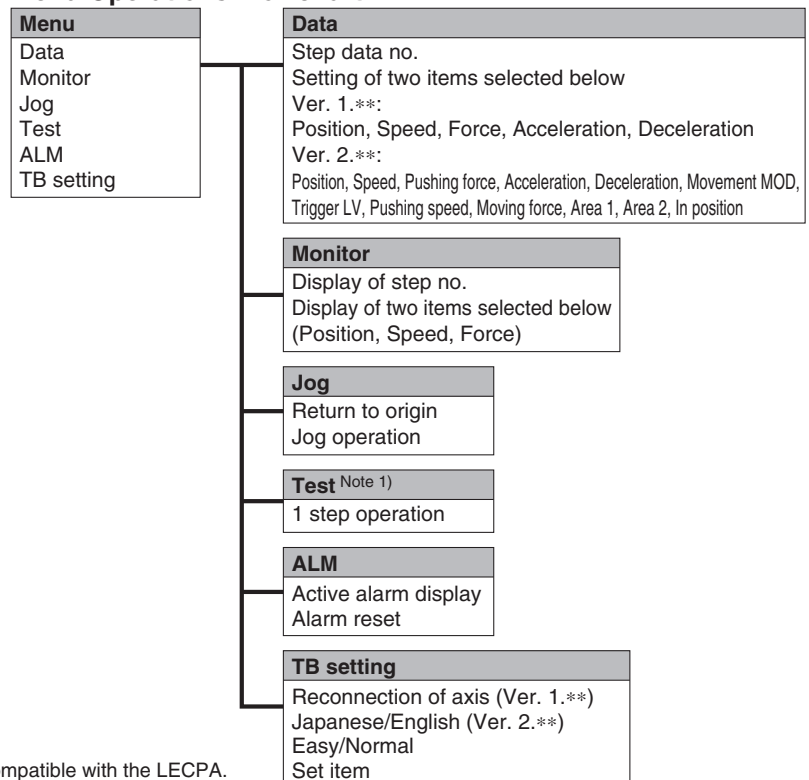 Menu
Data
Monitor
Jog
Test
ALM
TB setting
Data
Step data no.
Setting of two items selected below
Ver. 1.**:
Position, Speed, Force, Acceleration, Deceleration
Ver. 2.**:
Position, Speed, Pushing force, Acceleration, Deceleration, Movement MOD,
Trigger LV, Pushing speed, Moving force, Area 1, Area 2, In position
Monitor
Display of step no.
Display of two items selected below
(Position, Speed, Force)
Jog
Return to origin
Jog operation
Test Note 1)
1 step operation
ALM
Active alarm display
Alarm reset
TB setting
Reconnection of axis (Ver. 1.**)
Japanese/English (Ver. 2.**)
Easy/Normal
Set item
compatible with the LECPA.